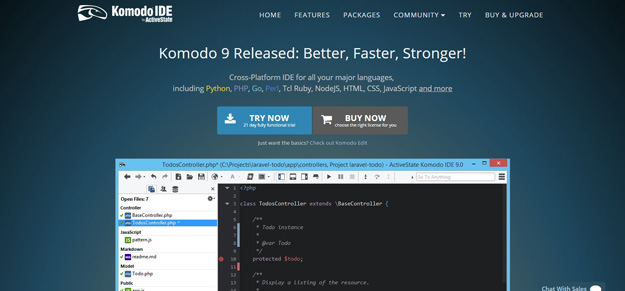 Komodo IDE
by ActiveState
HOME FEATURES PACKAGES COMMUNITY TRY BUY & UPGRADE
Komodo 9 Released: Better, Faster, Stronger!
Cross-Platform IDE for all your major languages,
including Python, PHP, Go, Perl, Tcl Ruby, NodeJS, HTML, CSS, JavaScript and more
TRY NOW
21 day fully functional trial
BUY NOW
choose the right license for you
Just want the basics? Check out Komodo Edit
TodosController.php* (C:\Projects\laravel-todo\app\controllers, Project laravel-todo) - ActiveState Komodo IDE 9.0
Go To Anything
Open Files: 7
Controller
BaseController.php
TodosController.php *
JavaScript
pattern.js
Markdown
readme.md
Model
Todo.php
Public
1 <?php
2
3 class TodosController extends \BaseController {
4
5 /**
6 * Todo instance
7 *
8 * @var Todo
9 */
10 protected $todo;
11
12 /**
* Display a listing of the resource.
Chat With Sales